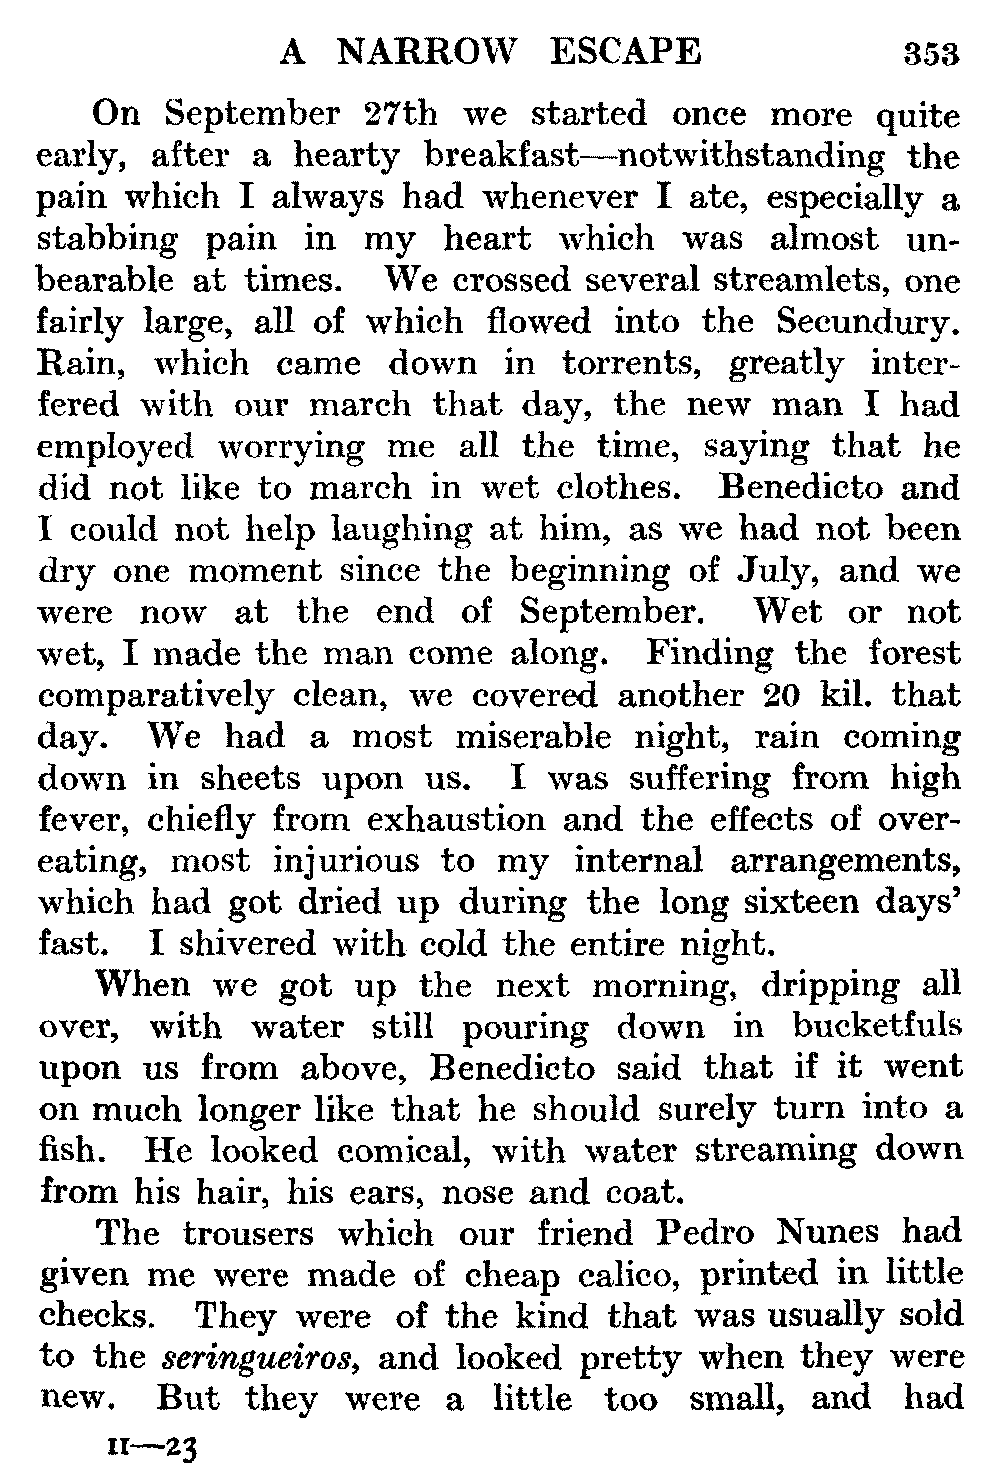 A NARROW ESCAPE 353
On September 27th we started once more quite
early, after a hearty breakfast—notwithstanding the
pain which I always had whenever I ate, especially a
stabbing pain in my heart which was almost un-
bearable at times. We crossed several streamlets, one
fairly large, all of which flowed into the Secundury.
Rain, which came down in torrents, greatly inter-
fered with our march that day, the new man I had
employed worrying me all the time, saying that he
did not like to march in wet clothes. Benedicto and
I could not help laughing at him, as we had not been
dry one moment since the beginning of July, and we
were now at the end of September. Wet or not
wet, I made the man come along. Finding the forest
comparatively clean, we covered another 20 kil. that
day. We had a most miserable night, rain coming
down in sheets upon us. I was suffering from high
fever, chiefly from exhaustion and the effects of over-
eating, most injurious to my internal arrangements,
which had got dried up during the long sixteen days’
fast. I shivered with cold the entire night.
When we got up the next morning, dripping all
over, with water still pouring down in bucketfuls
upon us from above, Benedicto said that if it went
on much longer like that he should surely turn into a
fish. He looked comical, with water streaming down
from his hair, his ears, nose and coat.
The trousers which our friend Pedro Nunes had
given me were made of cheap calico, printed in little
checks. They were of the kind that was usually sold
to the seringueiros, and looked pretty when they were
new. But they were a little too small, and had
II—23